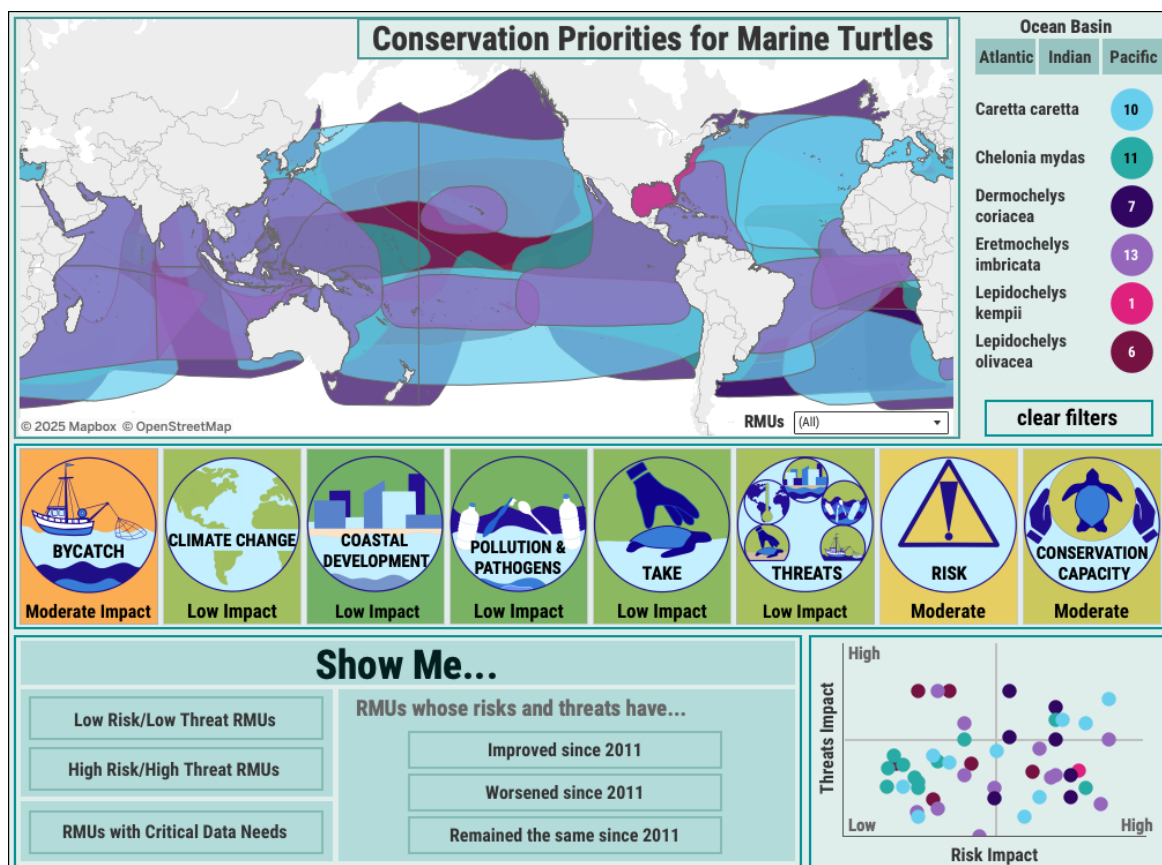 Conservation Priorities for Marine Turtles
© 2025 Mapbox © OpenStreetMap
RMUs (All)
Ocean Basin
Atlantic Indian Pacific
Caretta caretta 10
Chelonia mydas 11
Dermochelys
coriacea 7
Eretmochelys
imbricata 13
Lepidochelys
kempii 1
Lepidochelys
olivacea 6
clear filters
BYCATCH
Moderate Impact
CLIMATE CHANGE
Low Impact
COASTAL
DEVELOPMENT
Low Impact
POLLUTION &
PATHOGENS
Low Impact
TAKE
Low Impact
THREATS
Low Impact
RISK
Moderate
CONSERVATION
CAPACITY
Moderate
Show Me...
Low Risk/Low Threat RMUs
High Risk/High Threat RMUs
RMUs with Critical Data Needs
RMUs whose risks and threats have...
Improved since 2011
Worsened since 2011
Remained the same since 2011
High
Threats Impact
Low High
Risk Impact